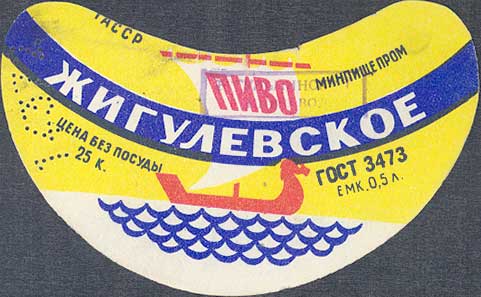 ТАССР
МИНПИЩЕПРОМ
ПИВО
ЖИГУЛЕВСКОЕ
ЦЕНА БЕЗ ПОСУДЫ
25 К.
ГОСТ 3473
ЕМК. 0,5 Л.